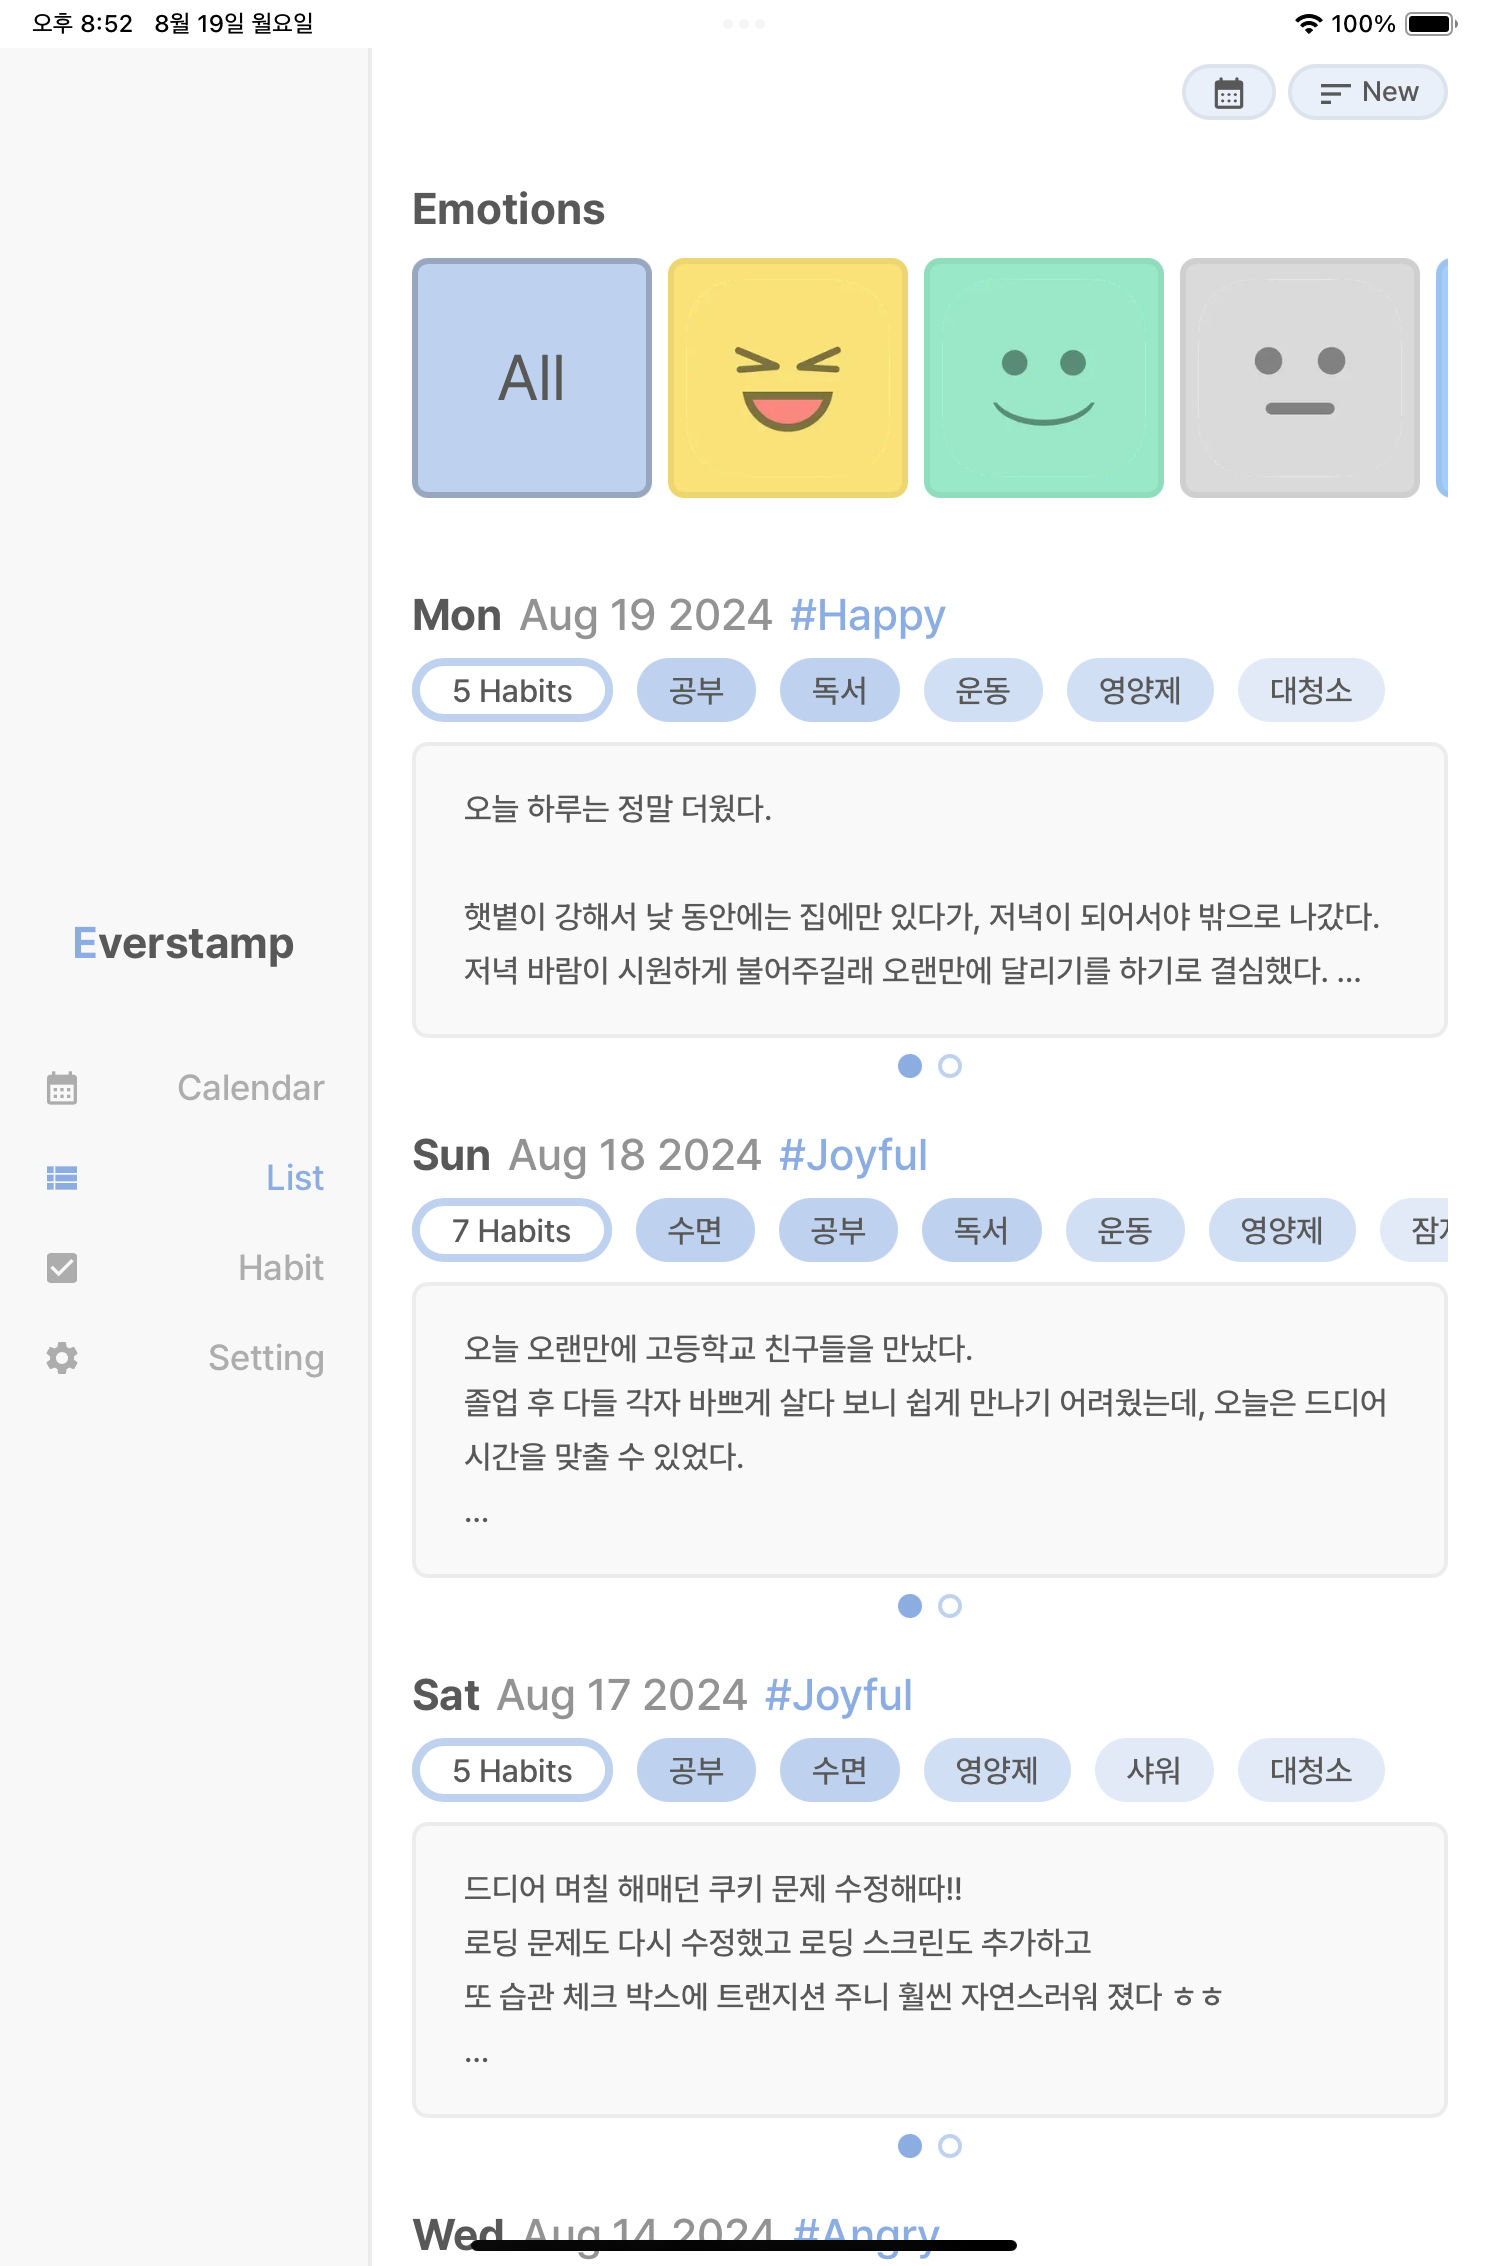 오후 8:52 8월 19일 월요일
100%
New
Emotions
All
Mon Aug 19 2024 #Happy
5 Habits 공부 독서 운동 영양제 대청소
오늘 하루는 정말 더웠다.
햇볕이 강해서 낮 동안에는 집에만 있다가, 저녁이 되어서야 밖으로 나갔다.
저녁 바람이 시원하게 불어주길래 오랜만에 달리기를 하기로 결심했다. ...
Everstamp
Calendar
List
Habit
Setting
Sun Aug 18 2024 #Joyful
7 Habits 수면 공부 독서 운동 영양제
오늘 오랜만에 고등학교 친구들을 만났다.
졸업 후 다들 각자 바쁘게 살다 보니 쉽게 만나기 어려웠는데, 오늘은 드디어
시간을 맞출 수 있었다.
...
Sat Aug 17 2024 #Joyful
5 Habits 공부 수면 영양제 샤워 대청소
드디어 며칠 해매던 쿠키 문제 수정해따!!
로딩 문제도 다시 수정했고 로딩 스크린도 추가하고
또 습관 체크 박스에 트랜지션 주니 훨씬 자연스러워 졌다 ㅎㅎ
...
Wed Aug 14 2024 #Angry